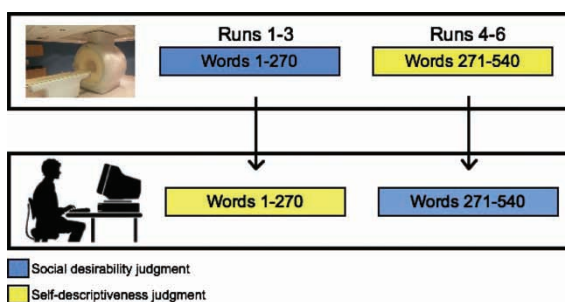 Runs 1-3
Runs 4-6
Words 1-270
Words 271-540
Words 1-270
Words 271-540
Social desirability judgment
Self-descriptiveness judgment